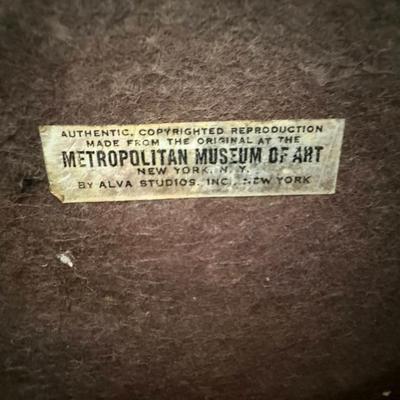 AUTHENTIC, COPYRIGHTED REPRODUCTION
MADE FROM THE ORIGINAL AT THE
METROPOLITAN MUSEUM OF ART
NEW YORK, N. Y.
BY ALVA STUDIOS, INC., NEW YORK